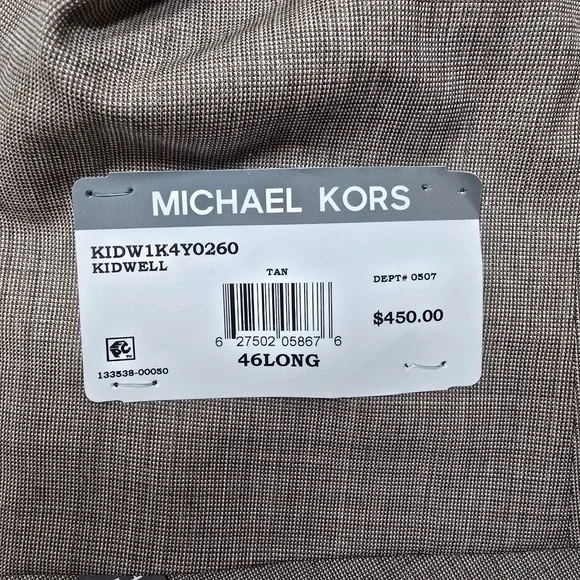 MICHAEL KORS
KIDW1K4Y0260
KIDWELL
TAN
DEPT# 0507
6 27502 05867 6
$450.00
46LONG
133538-00050